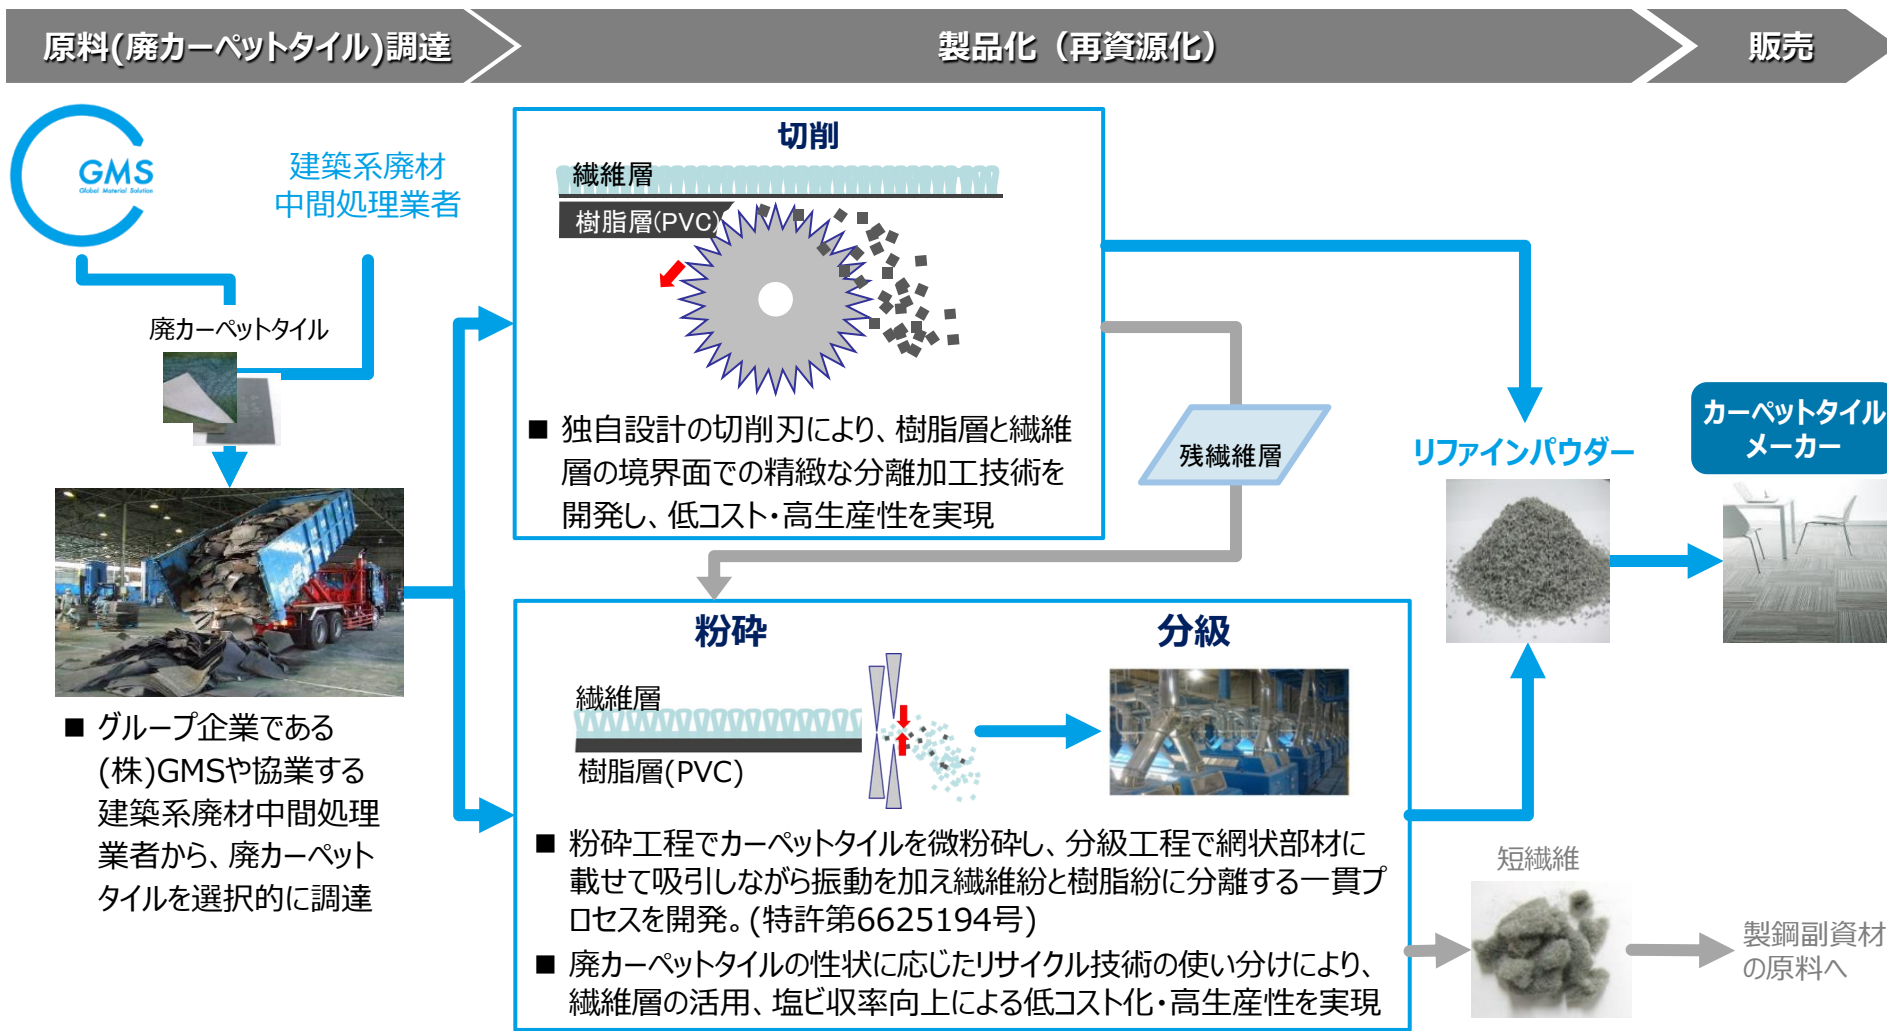 原料(廃カーペットタイル)調達
製品化（再資源化）
販売
GMS
Global Material Solution
建築系廃材
中間処理業者
廃カーペットタイル
■ グループ企業である
(株)GMSや協業する
建築系廃材中間処理
業者から、廃カーペット
タイルを選択的に調達
切削
繊維層
樹脂層(PVC)
■ 独自設計の切削刃により、樹脂層と繊維
層の境界面での精緻な分離加工技術を
開発し、低コスト・高生産性を実現
残繊維層
粉砕
分級
繊維層
樹脂層(PVC)
■ 粉砕工程でカーペットタイルを微粉砕し、分級工程で網状部材に
載せて吸引しながら振動を加え繊維紛と樹脂紛に分離する一貫プ
ロセスを開発。(特許第6625194号)
■ 廃カーペットタイルの性状に応じたリサイクル技術の使い分けにより、
繊維層の活用、塩ビ収率向上による低コスト化・高生産性を実現
リファインパウダー
カーペットタイル
メーカー
短繊維
製鋼副資材
の原料へ